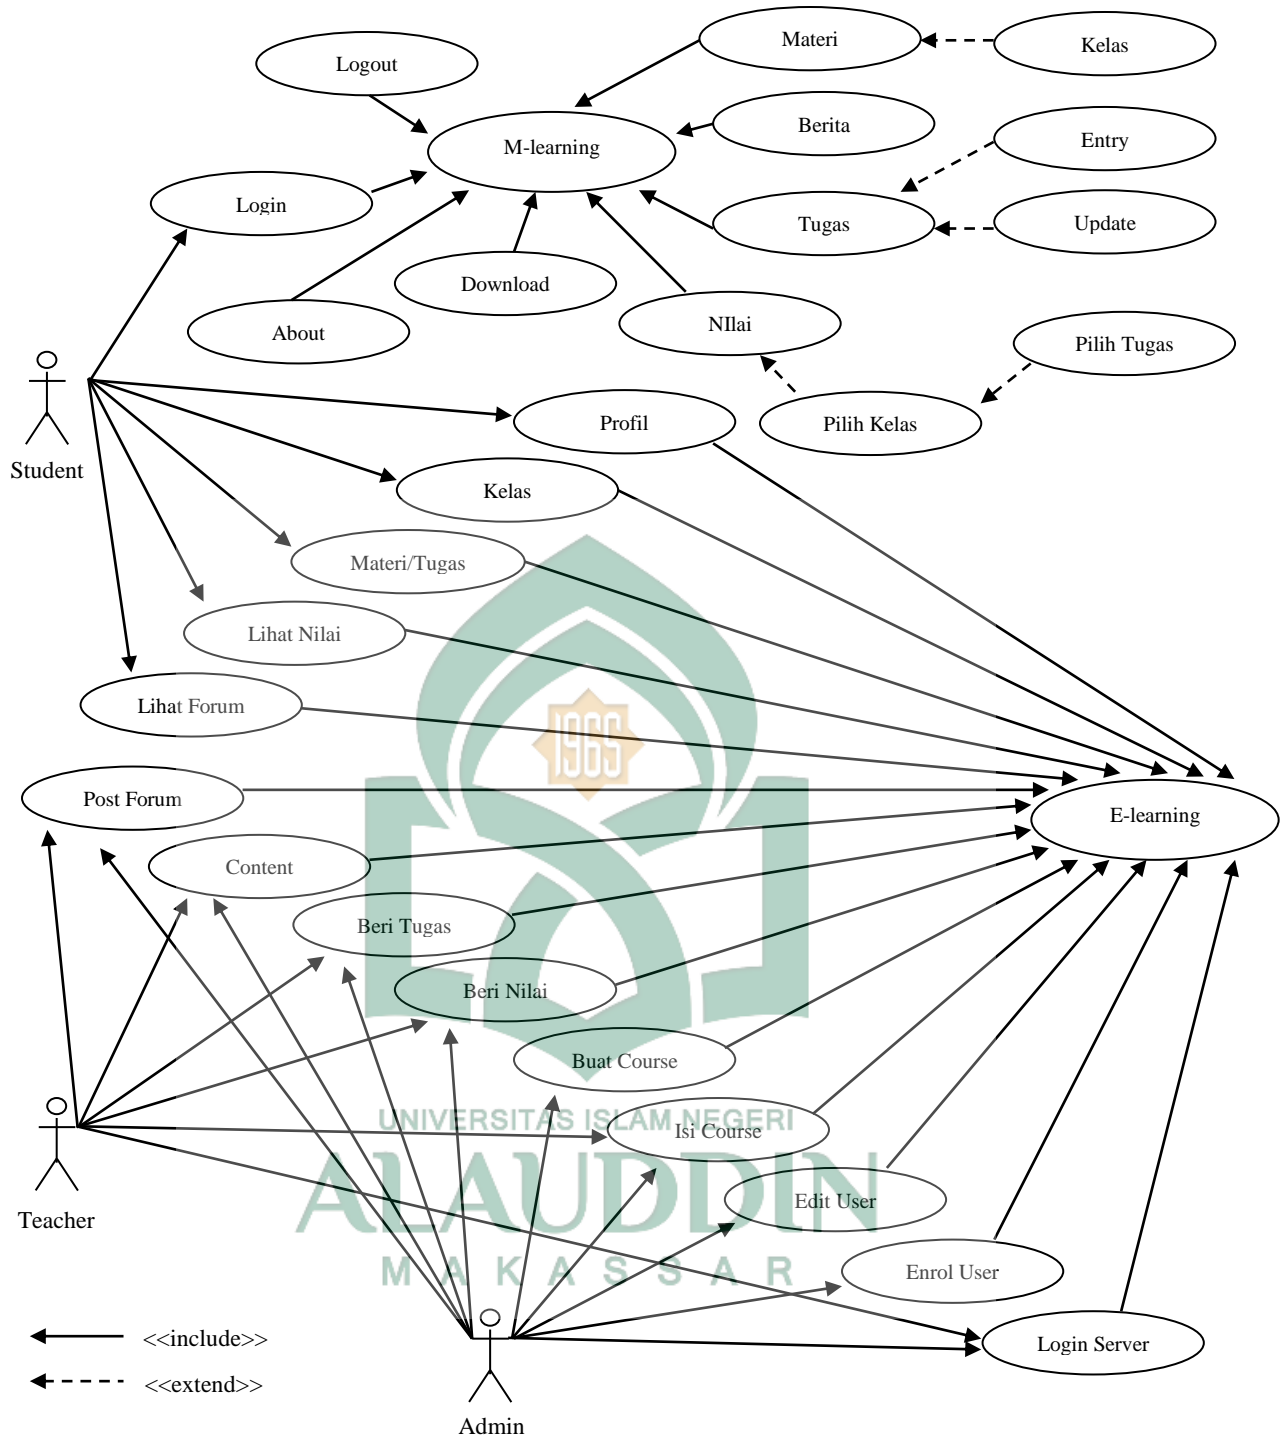 Materi
Kelas
Logout
Berita
Entry
M-learning
Login
Tugas
Update
Download
About
NIlai
Pilih Tugas
Profil
Pilih Kelas
Student
Kelas
Materi/Tugas
Lihat Nilai
Lihat Forum
1965
Post Forum
E-learning
Content
Beri Tugas
Beri Nilai
Buat Course
UNIVERSITAS ISLAM NEGERI
Isi Course
ALAUDDIN
Edit User
Teacher
MAKASSAR
Enrol User
<<include>>
Login Server
<<extend>>
Admin